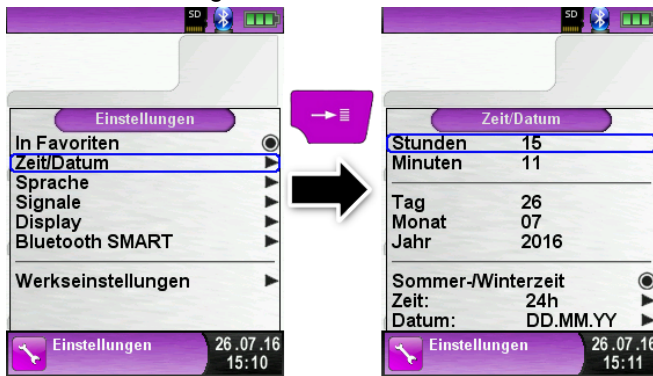 SD
Einstellungen
In Favoriten
Zeit/Datum
Sprache
Signale
Display
Bluetooth SMART
Werkseinstellungen
Einstellungen
26.07.16
15:10
SD
Zeit/Datum
Stunden 15
Minuten 11
Tag 26
Monat 07
Jahr 2016
Sommer-/Winterzeit
Zeit: 24h
Datum: DD.MM.YY
Einstellungen
26.07.16
15:11